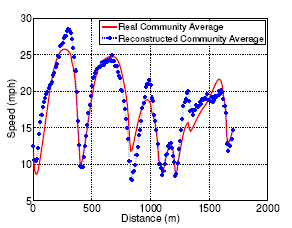 30
25
20
15
10
5
0
500
1000
1500
2000
Speed (mph)
Distance (m)
Real Community Average
Reconstructed Community Average